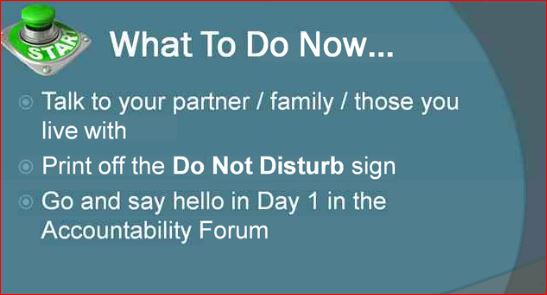 START
What To Do Now...
Talk to your partner / family / those you
live with
Print off the Do Not Disturb sign
Go and say hello in Day 1 in the
Accountability Forum